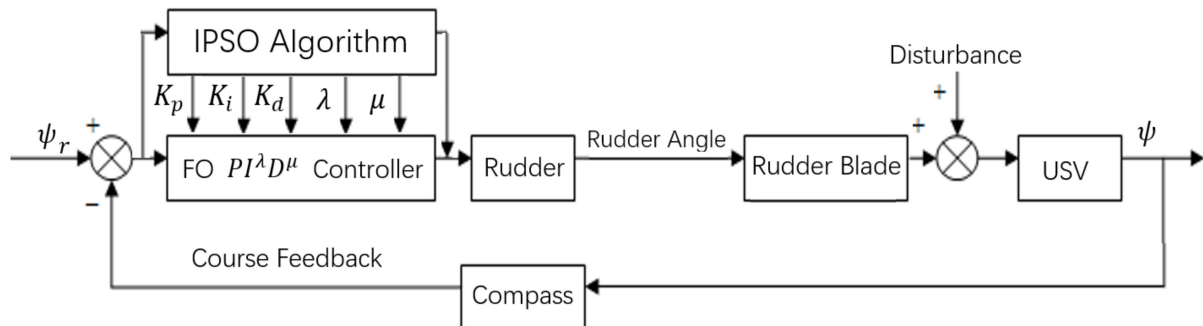 IPSO Algorithm
Disturbance
K_p K_i K_d λ μ
+
ψ_r
+
+
ψ
FO PI^λD^μ Controller
Rudder
Rudder Angle
Rudder Blade
USV
−
Course Feedback
Compass